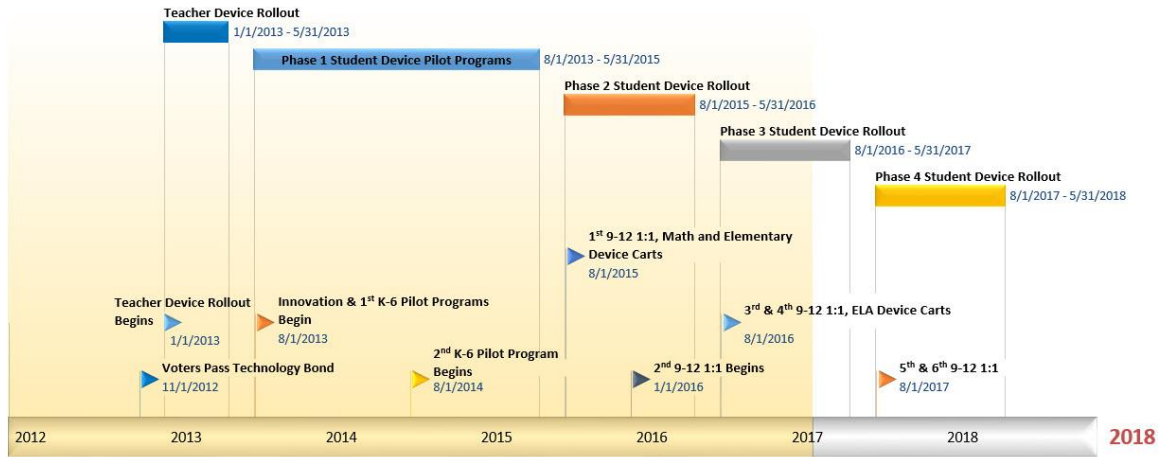 Teacher Device Rollout
1/1/2013 - 5/31/2013
Phase 1 Student Device Pilot Programs
8/1/2013 - 5/31/2015
Phase 2 Student Device Rollout
8/1/2015 - 5/31/2016
Phase 3 Student Device Rollout
8/1/2016 - 5/31/2017
Phase 4 Student Device Rollout
8/1/2017 - 5/31/2018
1st 9-12 1:1, Math and Elementary
Device Carts
8/1/2015
Teacher Device Rollout
Begins
1/1/2013
Innovation & 1st K-6 Pilot Programs
Begin
8/1/2013
3rd & 4th 9-12 1:1, ELA Device Carts
8/1/2016
Voters Pass Technology Bond
11/1/2012
2nd K-6 Pilot Program
Begins
8/1/2014
2nd 9-12 1:1 Begins
1/1/2016
5th & 6th 9-12 1:1
8/1/2017
2012 2013 2014 2015 2016 2017 2018 2018